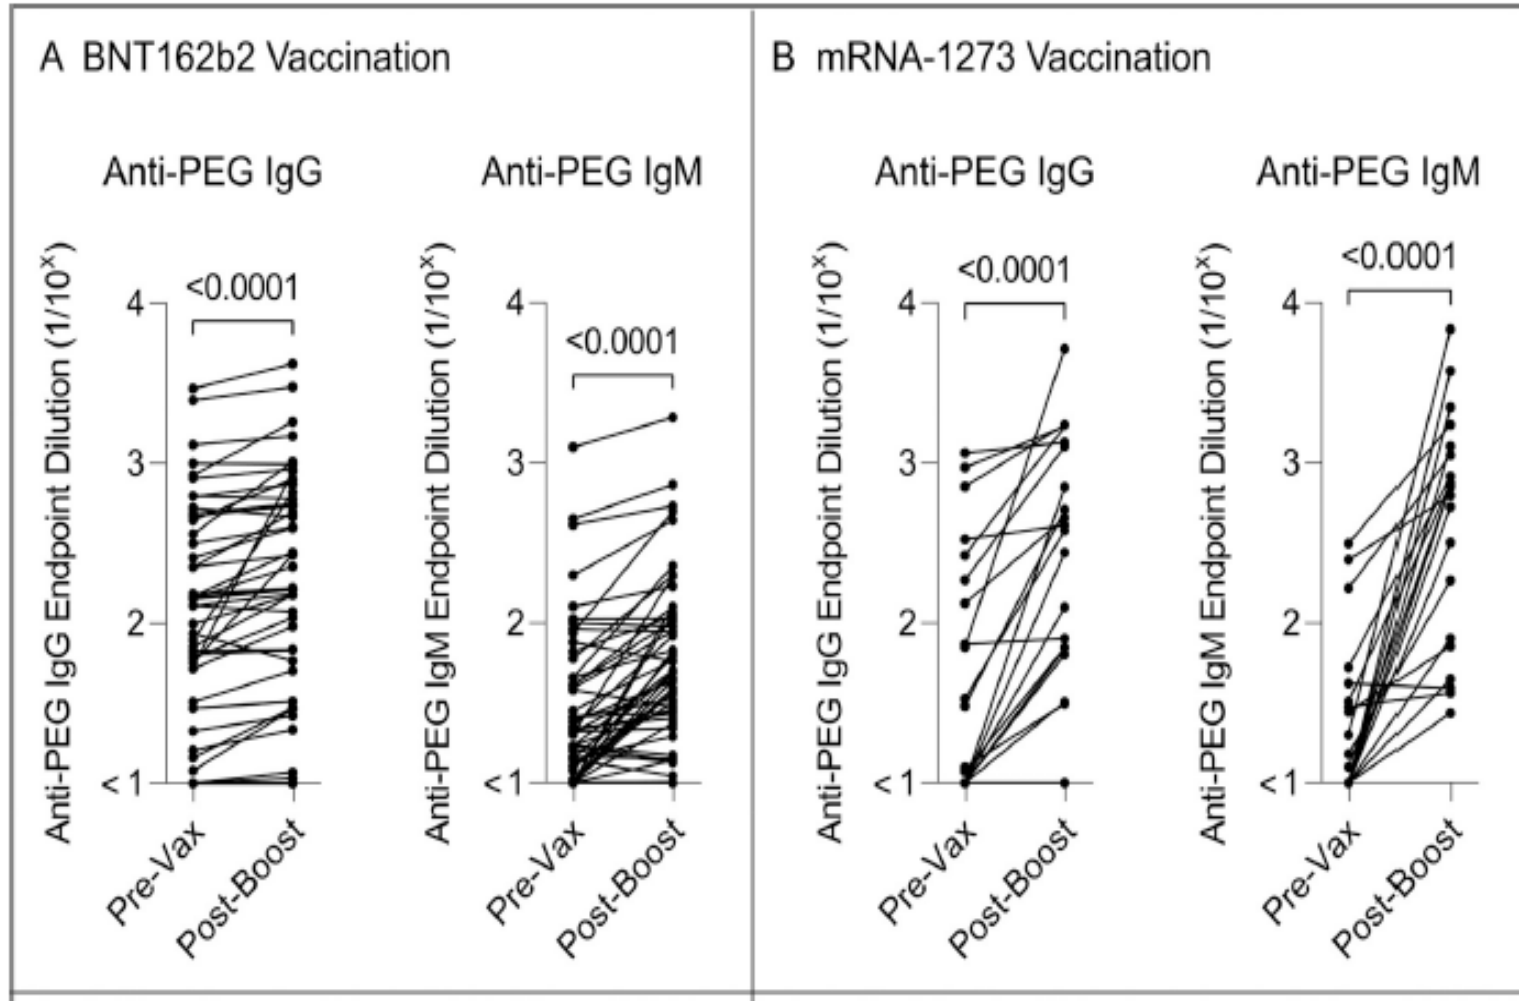 A BNT162b2 Vaccination
Anti-PEG IgG
Anti-PEG IgG Endpoint Dilution (1/10^x)
<0.0001
4
3
2
<1
Pre-Vax
Post-Boost
Anti-PEG IgM
Anti-PEG IgM Endpoint Dilution (1/10^x)
<0.0001
4
3
2
<1
Pre-Vax
Post-Boost
B mRNA-1273 Vaccination
Anti-PEG IgG
Anti-PEG IgG Endpoint Dilution (1/10^x)
<0.0001
4
3
2
<1
Pre-Vax
Post-Boost
Anti-PEG IgM
Anti-PEG IgM Endpoint Dilution (1/10^x)
<0.0001
4
3
2
<1
Pre-Vax
Post-Boost